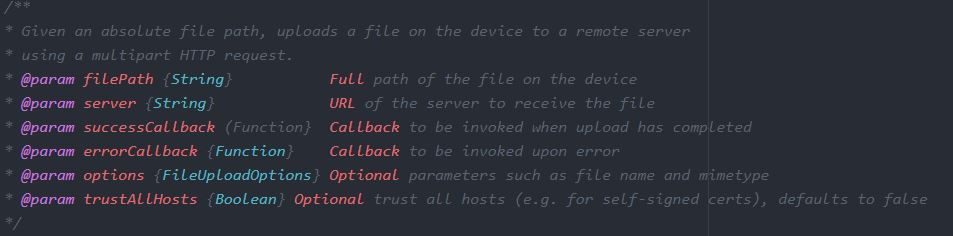 /**
* Given an absolute file path, uploads a file on the device to a remote server
* using a multipart HTTP request.
* @param filePath {String}           Full path of the file on the device
* @param server {String}             URL of the server to receive the file
* @param successCallback (Function}  Callback to be invoked when upload has completed
* @param errorCallback {Function}    Callback to be invoked upon error
* @param options {FileUploadOptions} Optional parameters such as file name and mimetype
* @param trustAllHosts {Boolean} Optional trust all hosts (e.g. for self-signed certs), defaults to false
*/